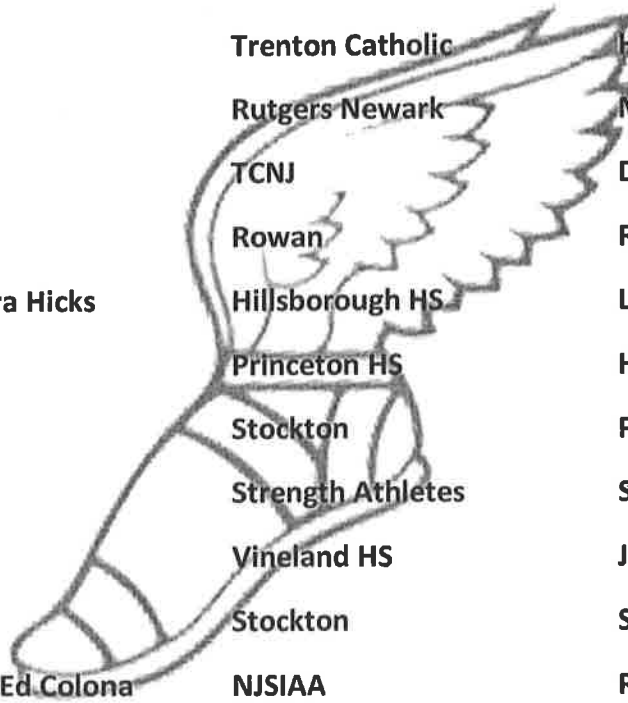 Trenton Catholic H
Rutgers Newark
TCNJ D
Rowan
ra Hicks Hillsborough HS L
Princeton HS H
Stockton
Strength Athletes S
Vineland HS J
Stockton S
Ed Colona NJSIAA R